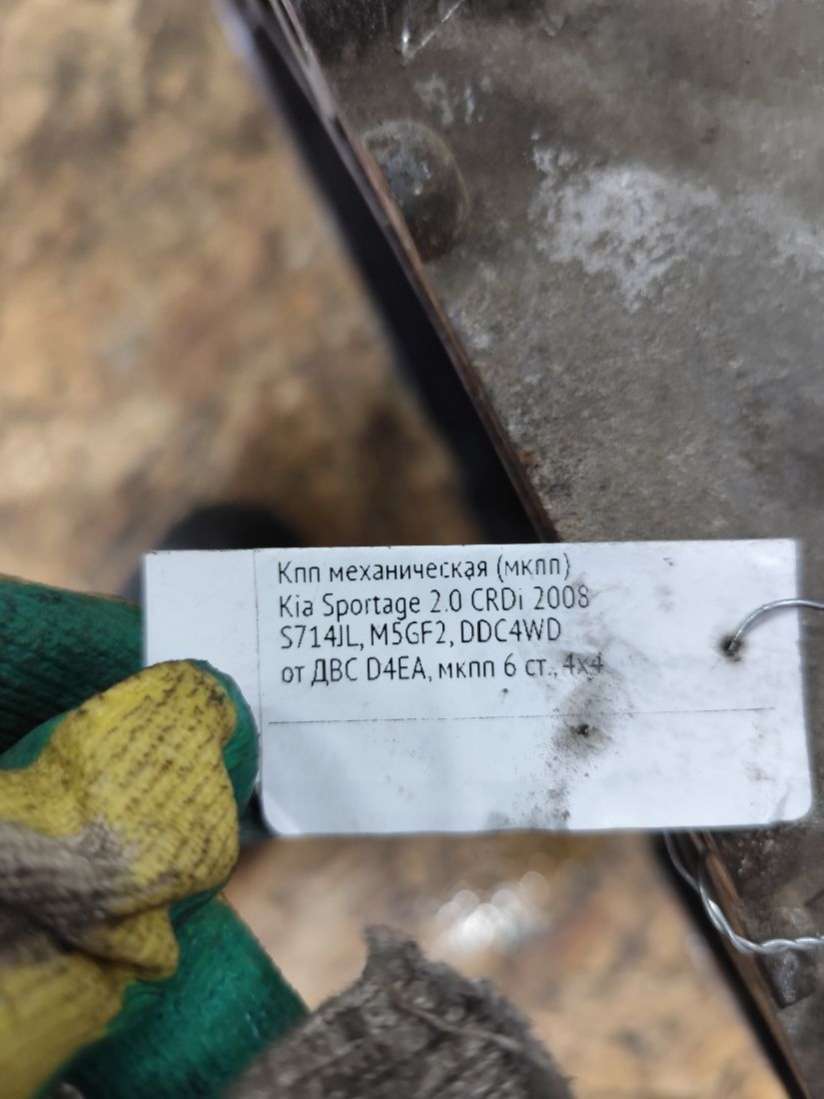 Кпп механическая (мкпп)
Kia Sportage 2.0 CRDi 2008
S714JL, M5GF2, DDC4WD
от ДВС D4EA, мкпп 6 ст., 4x4